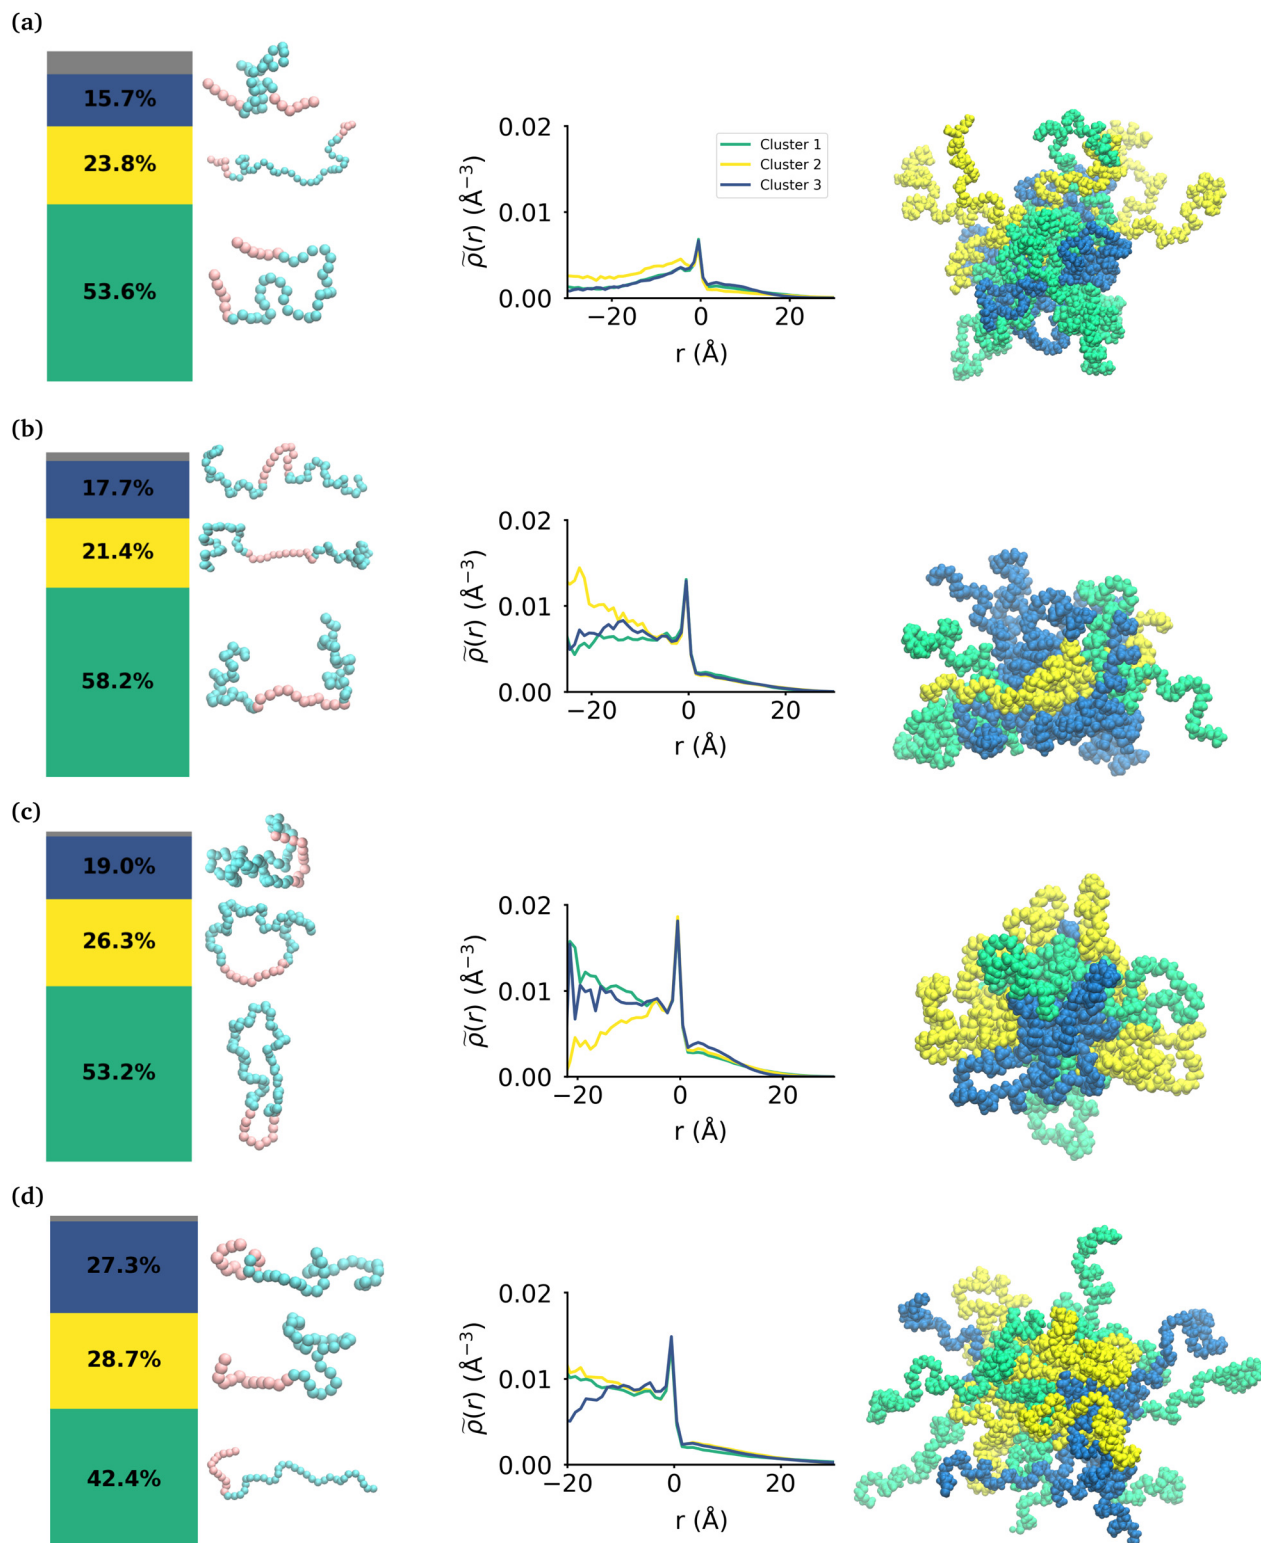 (a)
15.7%
23.8%
53.6%
0.02
0.01
0.00
ρ̃(r) (Å⁻³)
Cluster 1
Cluster 2
Cluster 3
−20
0
20
r (Å)
(b)
17.7%
21.4%
58.2%
0.02
0.01
0.00
ρ̃(r) (Å⁻³)
−20
0
20
r (Å)
(c)
19.0%
26.3%
53.2%
0.02
0.01
0.00
ρ̃(r) (Å⁻³)
−20
0
20
r (Å)
(d)
27.3%
28.7%
42.4%
0.02
0.01
0.00
ρ̃(r) (Å⁻³)
−20
0
20
r (Å)